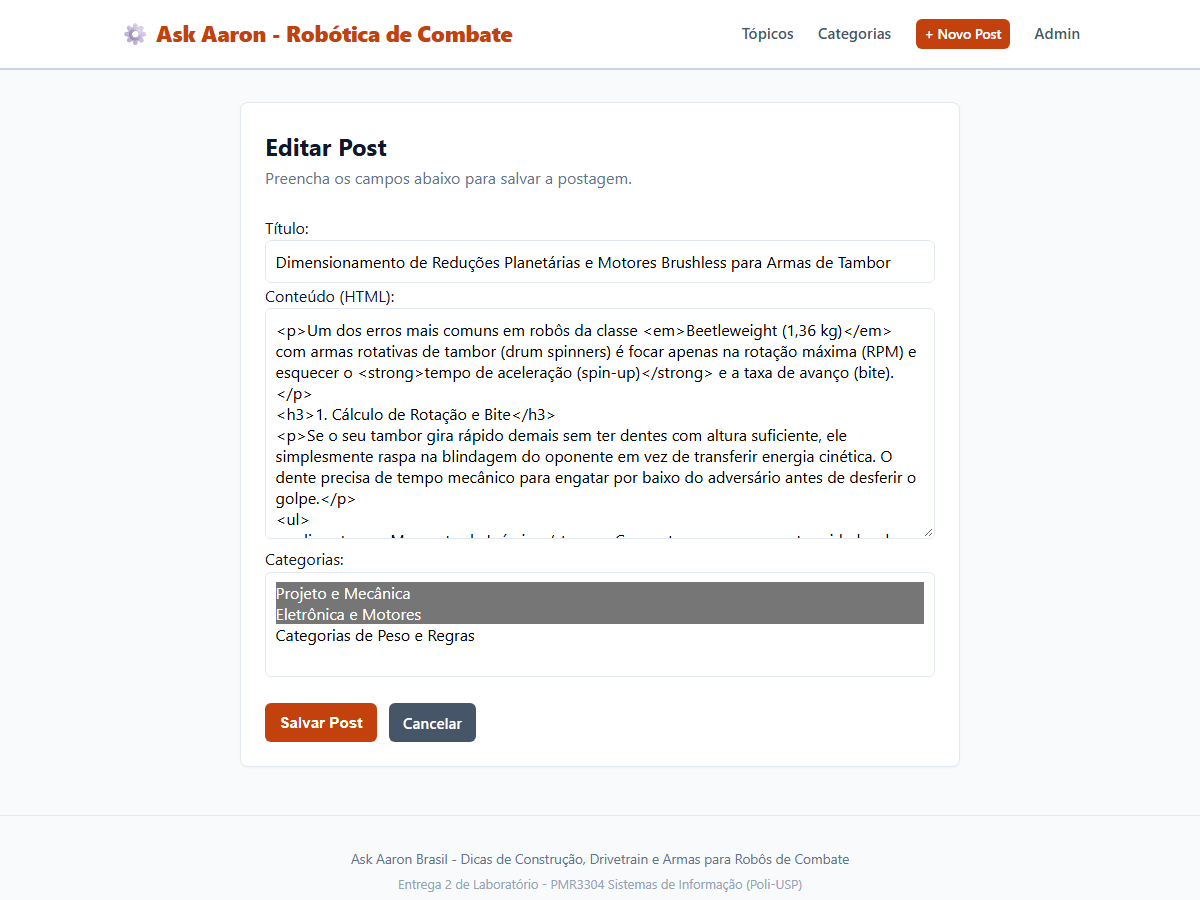 Ask Aaron - Robótica de Combate
Tópicos
Categorias
+ Novo Post
Admin
Editar Post
Preencha os campos abaixo para salvar a postagem.
Título:
Dimensionamento de Reduções Planetárias e Motores Brushless para Armas de Tambor
Conteúdo (HTML):
<p>Um dos erros mais comuns em robôs da classe <em>Beetleweight (1,36 kg)</em>
com armas rotativas de tambor (drum spinners) é focar apenas na rotação máxima (RPM) e
esquecer o <strong>tempo de aceleração (spin-up)</strong> e a taxa de avanço (bite).
</p>
<h3>1. Cálculo de Rotação e Bite</h3>
<p>Se o seu tambor gira rápido demais sem ter dentes com altura suficiente, ele
simplesmente raspa na blindagem do oponente em vez de transferir energia cinética. O
dente precisa de tempo mecânico para engatar por baixo do adversário antes de desferir o
golpe.</p>
<ul>
Categorias:
Projeto e Mecânica
Eletrônica e Motores
Categorias de Peso e Regras
Salvar Post
Cancelar
Ask Aaron Brasil - Dicas de Construção, Drivetrain e Armas para Robôs de Combate
Entrega 2 de Laboratório - PMR3304 Sistemas de Informação (Poli-USP)